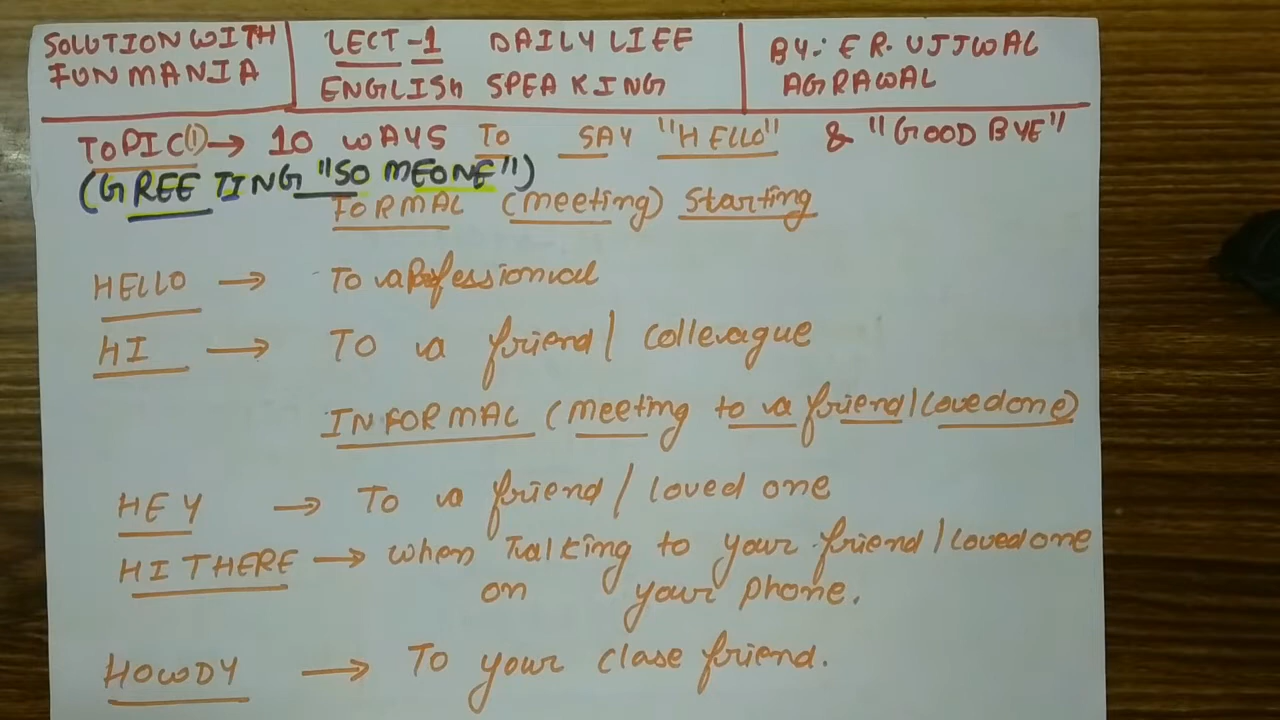 SOLUTION WITH FUN MANIA
LECT-1 DAILY LIFE ENGLISH SPEAKING
BY:- ER. UJJWAL AGRAWAL
TOPIC(1)→ 10 WAYS TO SAY "HELLO" & "GOOD BYE"
(GREETING "SOMEONE")
FORMAL (meeting) Starting
HELLO → To a Professional
HI → TO a friend/ colleague
INFORMAL (Meeting to a friend/Loved one)
HEY → To a friend/ loved one
HI THERE → when Talking to your friend/Loved one
on your phone.
HOWDY → To your clase friend.